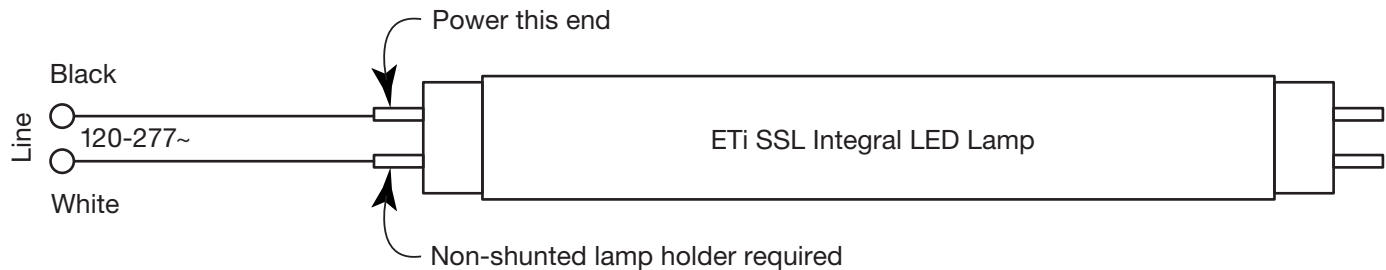 Power this end
Black
Line
120-277~
ETi SSL Integral LED Lamp
White
Non-shunted lamp holder required